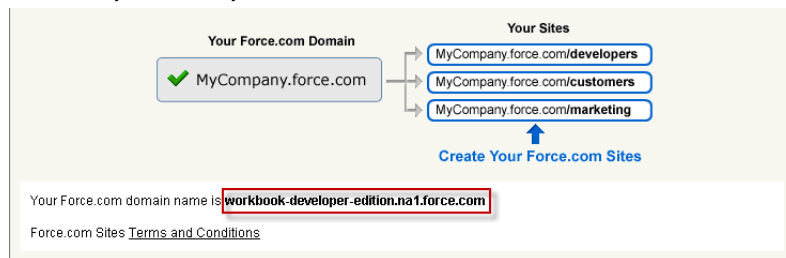 Your Force.com Domain
MyCompany.force.com
Your Sites
MyCompany.force.com/developers
MyCompany.force.com/customers
MyCompany.force.com/marketing
Create Your Force.com Sites
Your Force.com domain name is workbook-developer-edition.na1.force.com
Force.com Sites Terms and Conditions